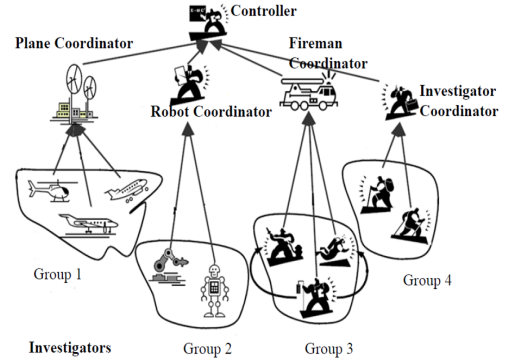 Controller
Plane Coordinator
Fireman
Coordinator
Robot Coordinator
Investigator
Coordinator
Group 1
Group 4
Investigators
Group 2
Group 3